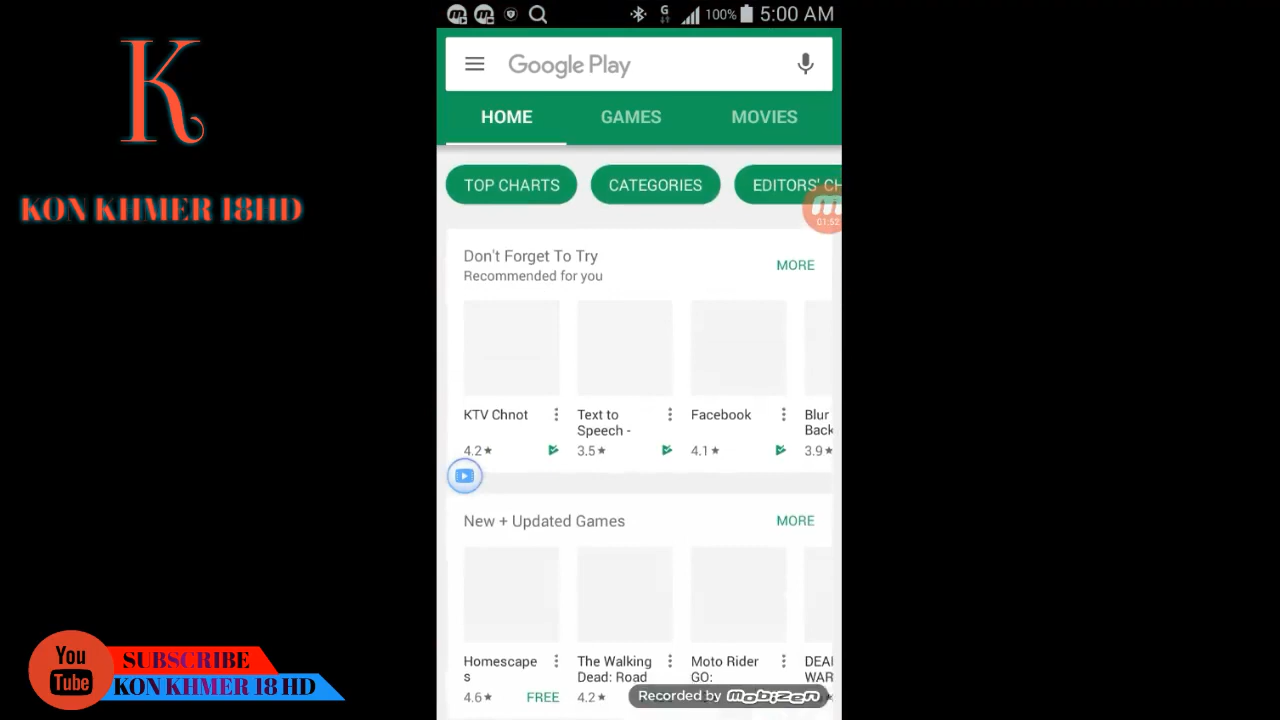 100% 5:00 AM
K
KON KHMER 18HD
Google Play
HOME GAMES MOVIES
TOP CHARTS CATEGORIES EDITORS' CH
01:52
Don't Forget To Try
Recommended for you
MORE
KTV Chnot
Text to
Speech -
Facebook
Blur
Back
4.2★ 3.5★ 4.1★ 3.9★
New + Updated Games
MORE
Homescape
s
The Walking
Dead: Road
Moto Rider
GO:
DEA
WAR
4.6★ FREE 4.2★
Recorded by mobizen
You
Tube
SUBSCRIBE
KON KHMER 18 HD